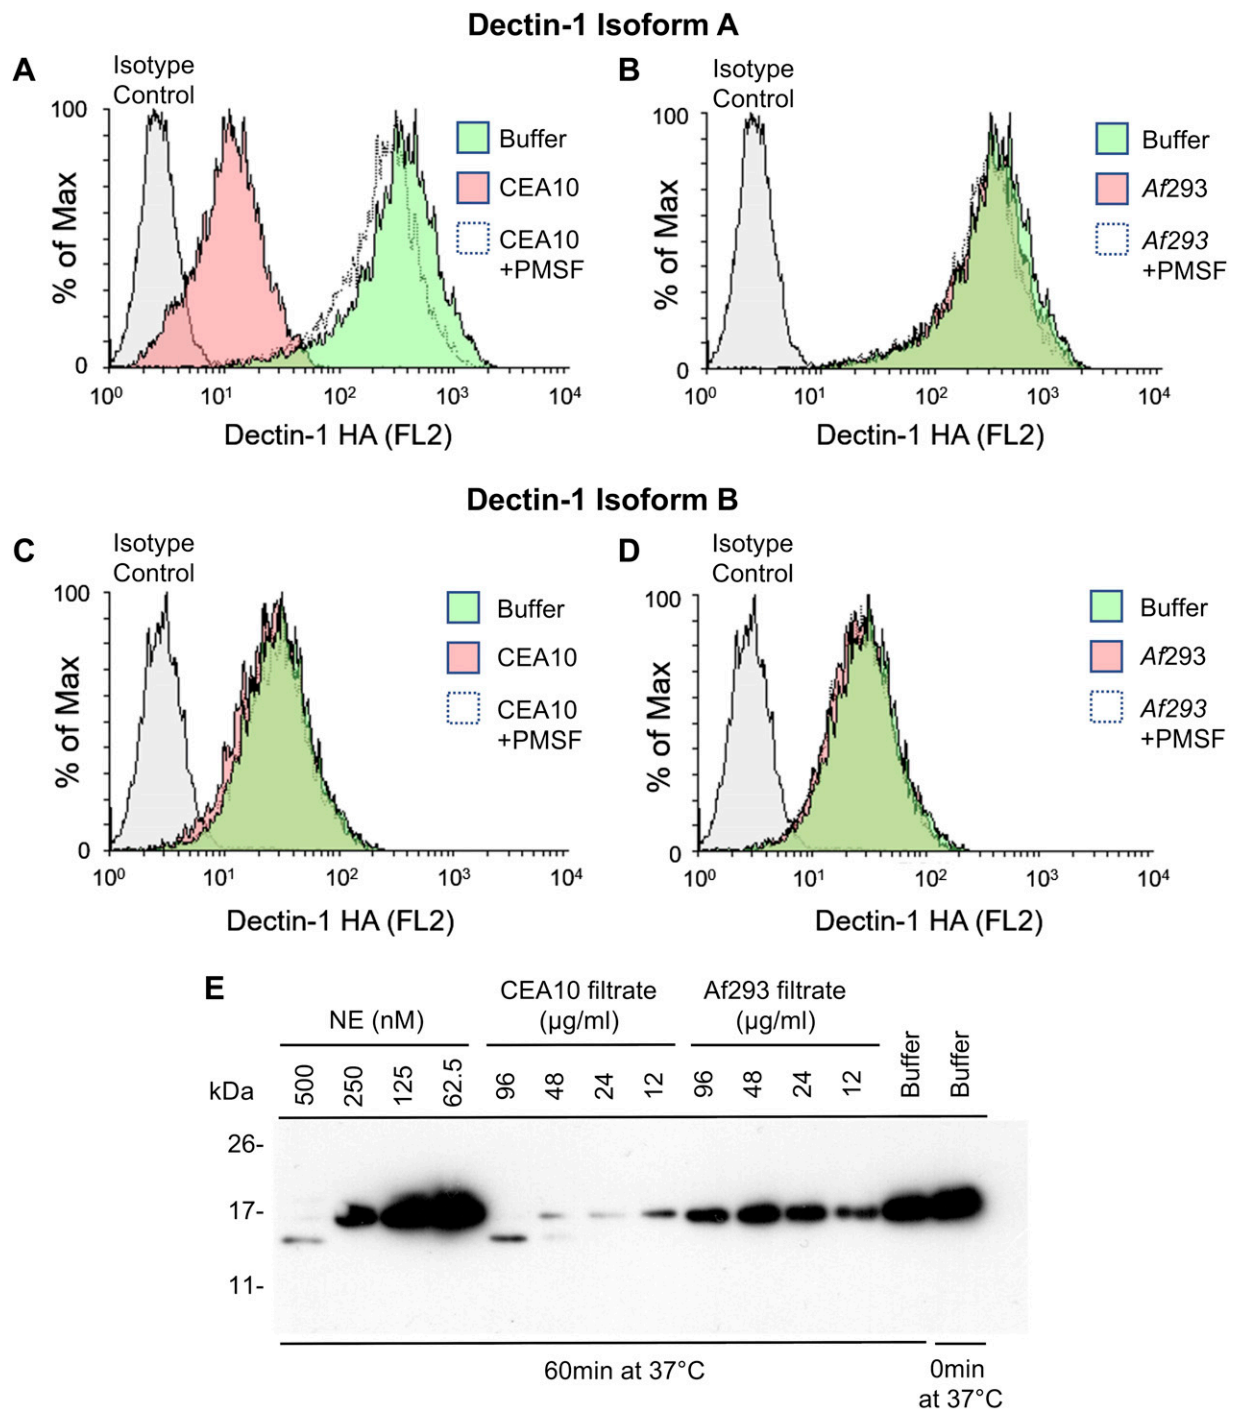 Dectin-1 Isoform A
A
Isotype
Control
100
0
% of Max
10⁰ 10¹ 10² 10³ 10⁴
Dectin-1 HA (FL2)
Buffer
CEA10
CEA10
+PMSF
B
Isotype
Control
100
0
% of Max
10⁰ 10¹ 10² 10³ 10⁴
Dectin-1 HA (FL2)
Buffer
Af293
Af293
+PMSF
Dectin-1 Isoform B
C
Isotype
Control
100
0
% of Max
10⁰ 10¹ 10² 10³ 10⁴
Dectin-1 HA (FL2)
Buffer
CEA10
CEA10
+PMSF
D
Isotype
Control
100
0
% of Max
10⁰ 10¹ 10² 10³ 10⁴
Dectin-1 HA (FL2)
Buffer
Af293
Af293
+PMSF
E
NE (nM)
CEA10 filtrate
(µg/ml)
Af293 filtrate
(µg/ml)
kDa
500 250 125 62.5 96 48 24 12 96 48 24 12 Buffer Buffer
26-
17-
11-
60min at 37°C
0min
at 37°C